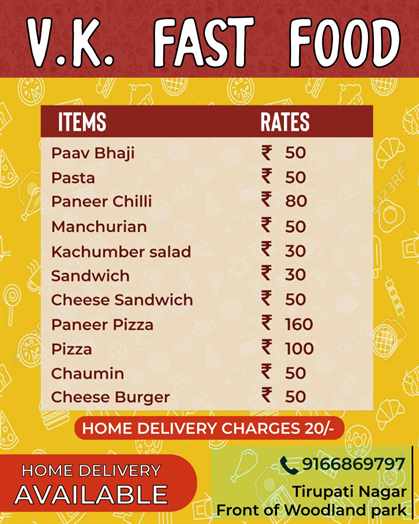 V.K. FAST FOOD
ITEMS RATES
Paav Bhaji ₹ 50
Pasta ₹ 50
Paneer Chilli ₹ 80
Manchurian ₹ 50
Kachumber salad ₹ 30
Sandwich ₹ 30
Cheese Sandwich ₹ 50
Paneer Pizza ₹ 160
Pizza ₹ 100
Chaumin ₹ 50
Cheese Burger ₹ 50
HOME DELIVERY CHARGES 20/-
HOME DELIVERY
AVAILABLE
9166869797
Tirupati Nagar
Front of Woodland park